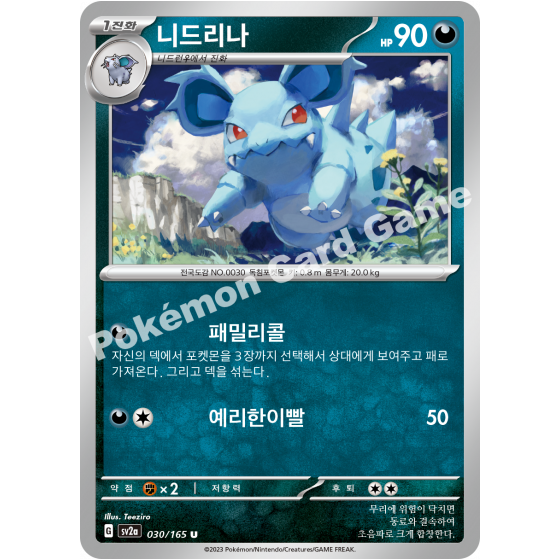 1진화
니드리나
HP 90
니드런♀에서 진화
전국도감 NO.0030 독침포켓몬 키: 0.8 m 몸무게: 20.0 kg
Pokémon Card Game
패밀리콜
자신의 덱에서 포켓몬을 3장까지 선택해서 상대에게 보여주고 패로
가져온다. 그리고 덱을 섞는다.
예리한이빨 50
약점 ×2 저항력 후퇴
Illus. Teeziro
무리에 위험이 닥치면
동료와 결속하여
초음파로 크게 합창한다.
G sv2a 030/165 U
©2023 Pokémon/Nintendo/Creatures/GAME FREAK.